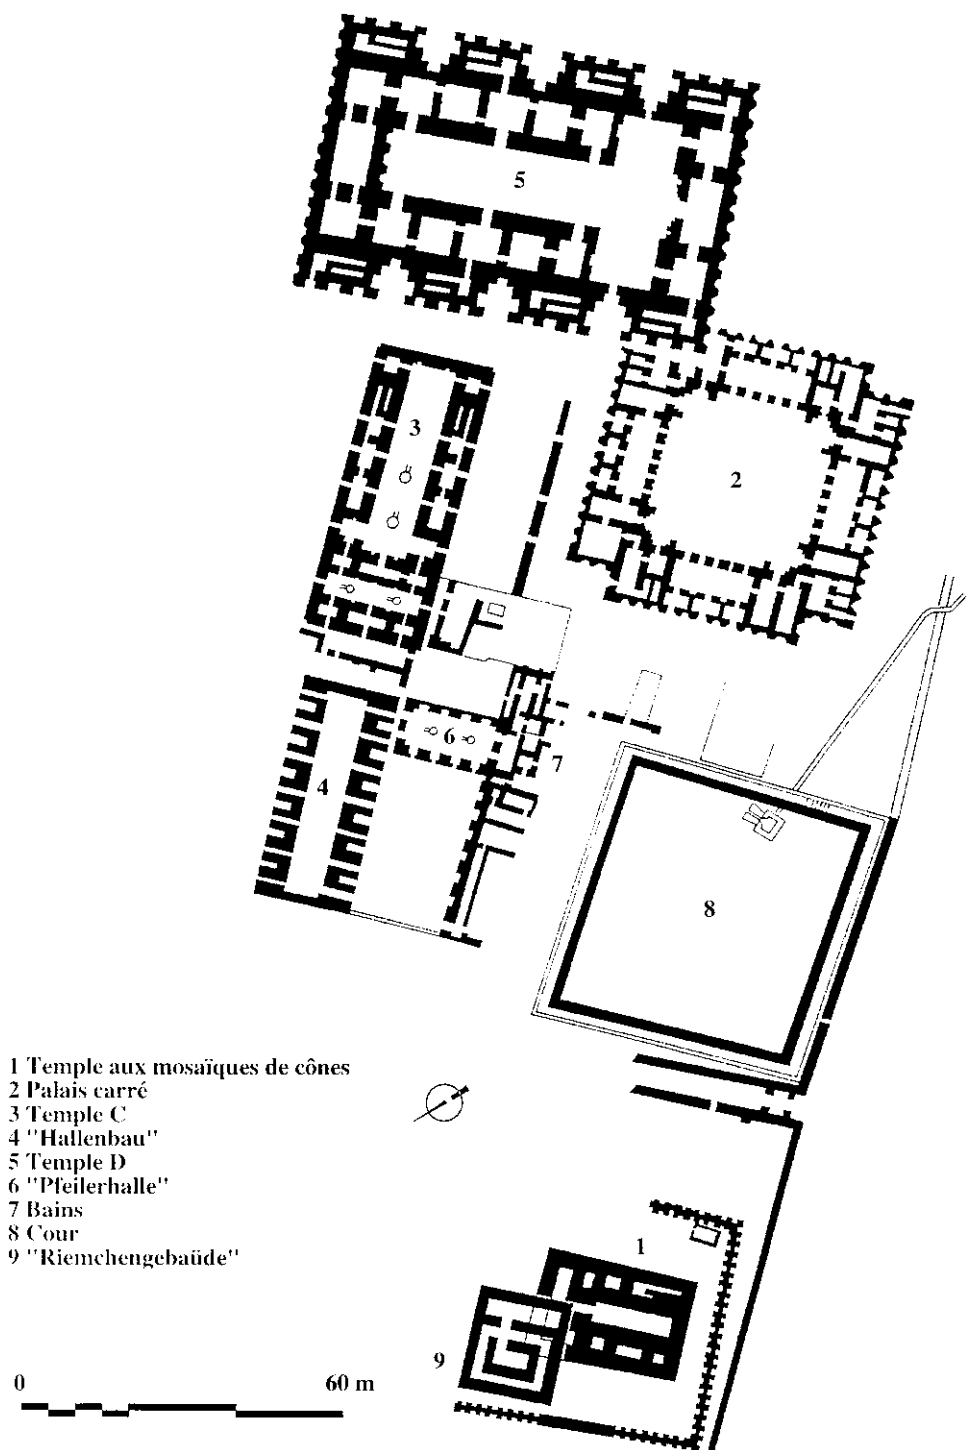 5
3
2
6
7
4
8
1 Temple aux mosaïques de cônes
2 Palais carré
3 Temple C
4 "Hallenbau"
5 Temple D
6 "Pfeilerhalle"
7 Bains
8 Cour
9 "Riemchengebaüde"
1
9
0 60 m